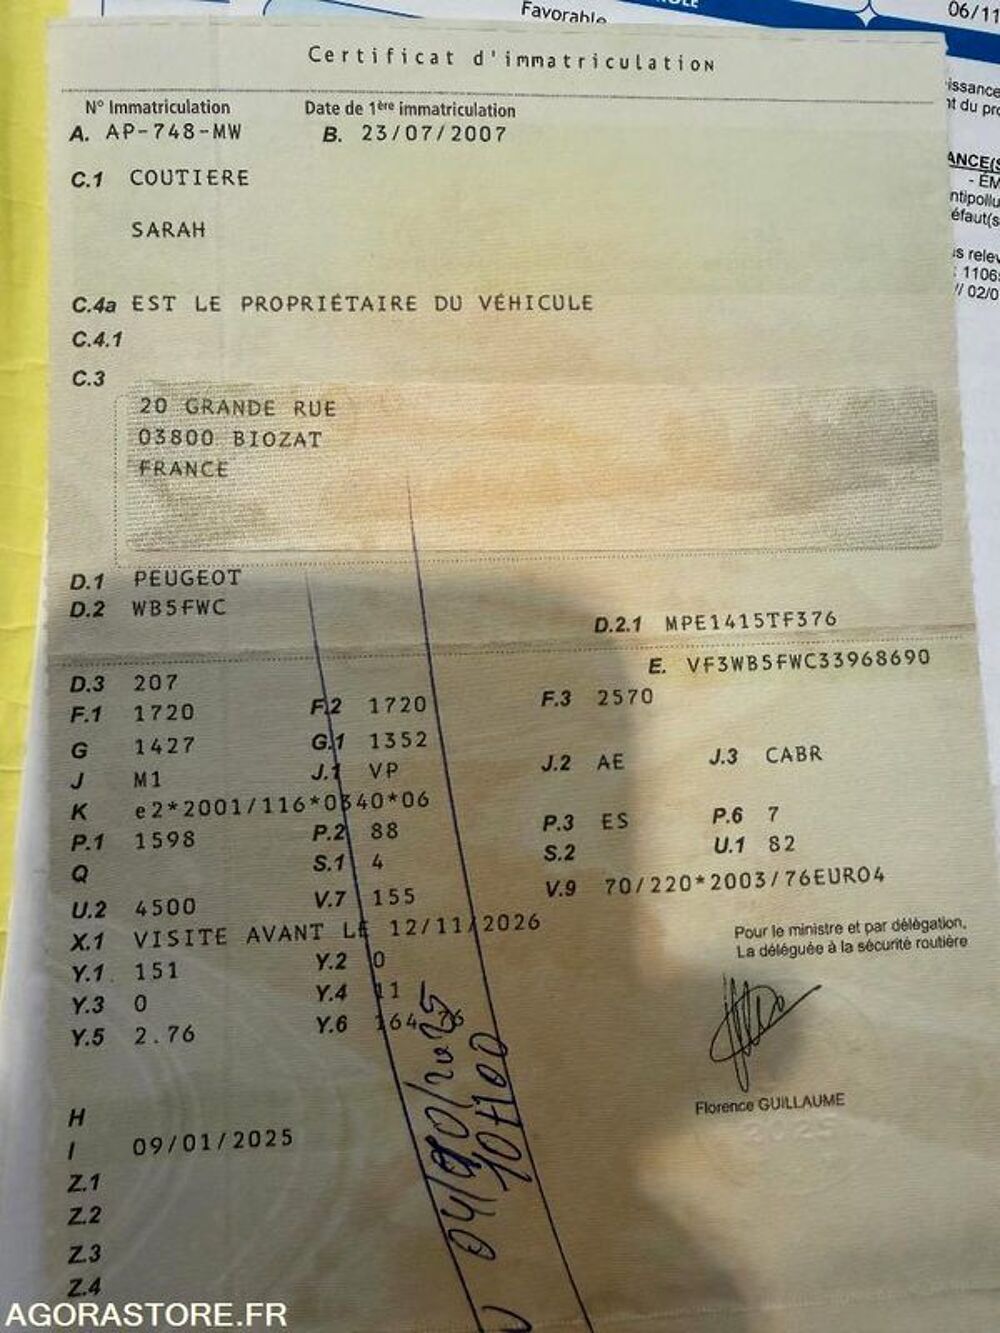 Favorable
06/11
Certificat d'immatriculation
N° Immatriculation Date de 1ère immatriculation
A. AP-748-MW B. 23/07/2007
C.1 COUTIERE
SARAH
C.4a EST LE PROPRIÉTAIRE DU VÉHICULE
C.4.1
C.3
20 GRANDE RUE
03800 BIOZAT
FRANCE
D.1 PEUGEOT
D.2 WB5FWC D.2.1 MPE1415TF376
E. VF3WB5FWC33968690
D.3 207
F.1 1720 F.2 1720 F.3 2570
G 1427 G.1 1352
J M1 J.1 VP J.2 AE J.3 CABR
K e2*2001/116*0340*06
P.1 1598 P.2 88 P.3 ES P.6 7
Q S.1 4 S.2 U.1 82
U.2 4500 V.7 155 V.9 70/220*2003/76EURO4
X.1 VISITE AVANT LE 12/11/2026
Y.1 151 Y.2 0
Y.3 0 Y.4 11
Y.5 2.76 Y.6 164.76
Pour le ministre et par délégation,
La déléguée à la sécurité routière
Florence GUILLAUME
H
I 09/01/2025
Z.1
Z.2
Z.3
Z.4
10H00
AGORASTORE.FR